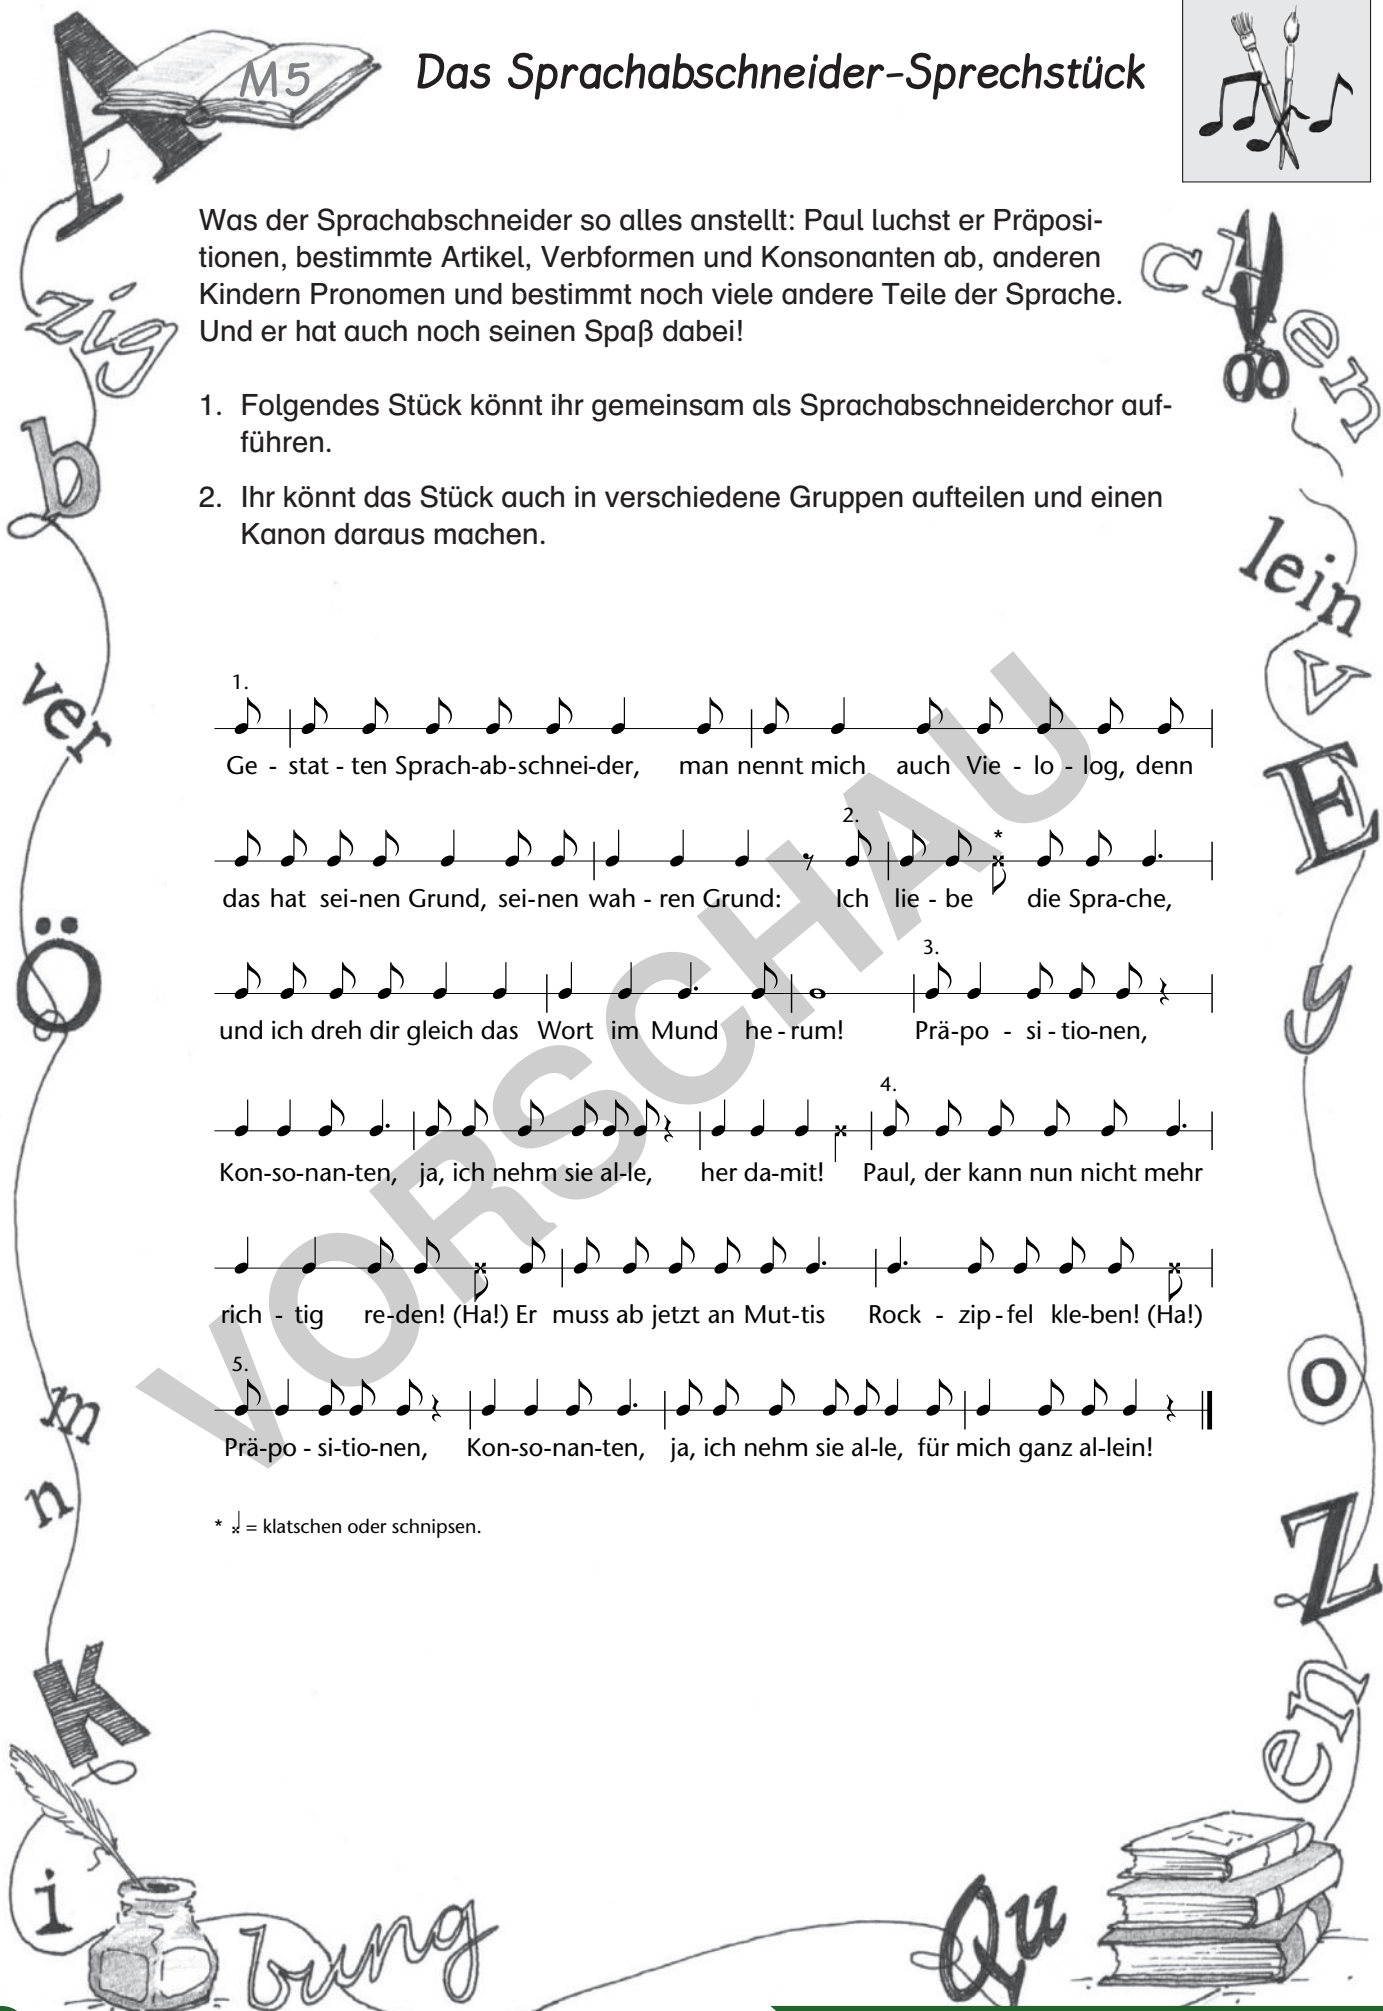 M5
Das Sprachabschneider-Sprechstück
Was der Sprachabschneider so alles anstellt: Paul luchst er Präposi-
tionen, bestimmte Artikel, Verbformen und Konsonanten ab, anderen
Kindern Pronomen und bestimmt noch viele andere Teile der Sprache.
Und er hat auch noch seinen Spaß dabei!
1. Folgendes Stück könnt ihr gemeinsam als Sprachabschneiderchor auf-
führen.
2. Ihr könnt das Stück auch in verschiedene Gruppen aufteilen und einen
Kanon daraus machen.
1.
Ge - stat - ten Sprach-ab-schnei-der, man nennt mich auch Vie - lo - log, denn
2. *
das hat sei-nen Grund, sei-nen wah - ren Grund: Ich lie - be die Spra-che,
3.
und ich dreh dir gleich das Wort im Mund he - rum! Prä-po - si - tio-nen,
4.
Kon-so-nan-ten, ja, ich nehm sie al-le, her da-mit! Paul, der kann nun nicht mehr
rich - tig re-den! (Ha!) Er muss ab jetzt an Mut-tis Rock - zip - fel kle-ben! (Ha!)
5.
Prä-po - si-tio-nen, Kon-so-nan-ten, ja, ich nehm sie al-le, für mich ganz al-lein!
* = klatschen oder schnipsen.
VORSCHAU
A
zig
b
ver
Ö
m
n
K
i
bung
Qu
chen
lein
v
E
y
o
Z
en